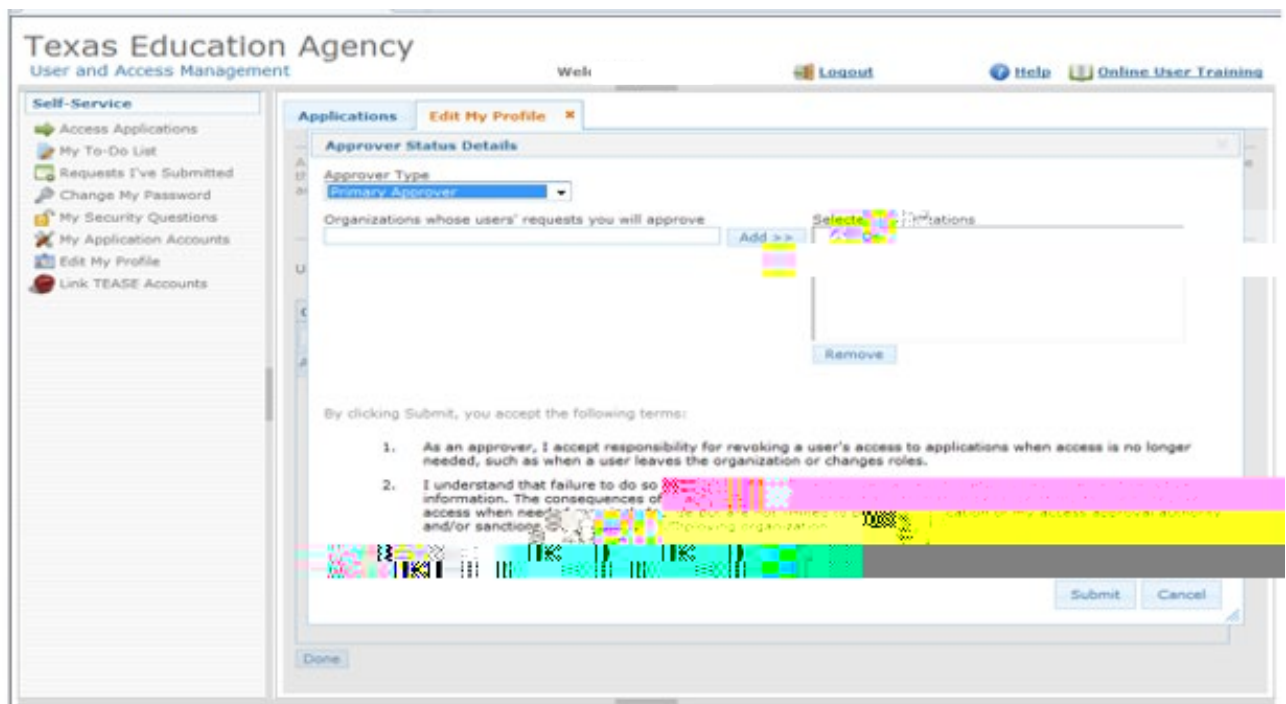 Texas Education Agency
User and Access Management
Logout
Help
Online User Training
Self-Service
Access Applications
My To-Do List
Requests I've Submitted
Change My Password
My Security Questions
My Application Accounts
Edit My Profile
Link TEASE Accounts
Applications
Edit My Profile
Approver Status Details
Approver Type
Primary Approver
Organizations whose users' requests you will approve
Add >>
Remove
By clicking Submit, you accept the following terms:
1. As an approver, I accept responsibility for revoking a user's access to applications when access is no longer
needed, such as when a user leaves the organization or changes roles.
2. I understand that failure to do so
information. The consequences of
access when needed
and/or sanctions
organization
Submit
Cancel
Done